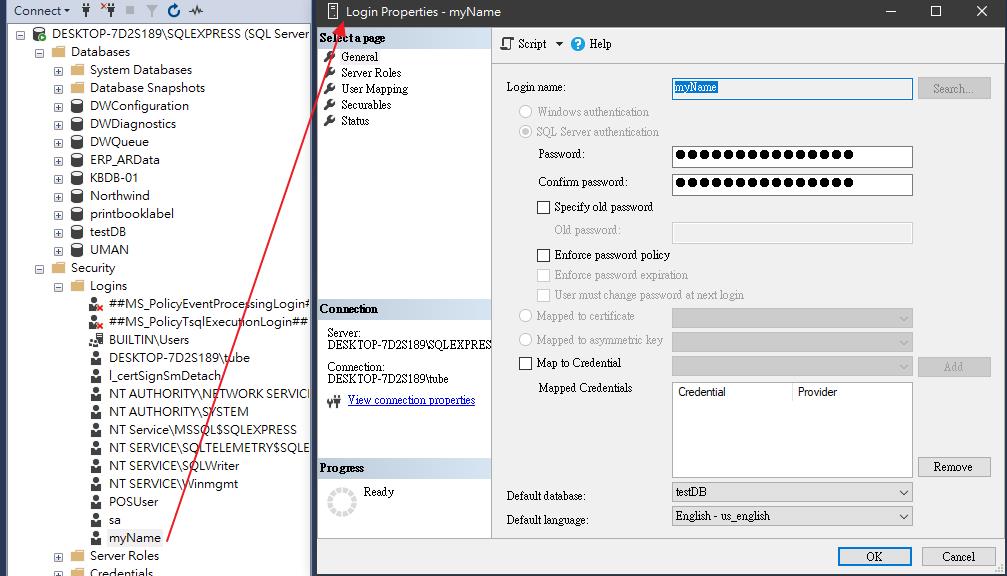 Connect
DESKTOP-7D2S189\SQLEXPRESS (SQL Server
Databases
System Databases
Database Snapshots
DWConfiguration
DWDiagnostics
DWQueue
ERP_ARData
KBDB-01
Northwind
printbooklabel
testDB
UMAN
Security
Logins
##MS_PolicyEventProcessingLogin#
##MS_PolicyTsqlExecutionLogin##
BUILTIN\Users
DESKTOP-7D2S189\tube
l_certSignSmDetach
NT AUTHORITY\NETWORK SERVIC
NT AUTHORITY\SYSTEM
NT Service\MSSQL$SQLEXPRESS
NT SERVICE\SQLTELEMETRY$SQLE
NT SERVICE\SQLWriter
NT SERVICE\Winmgmt
POSUser
sa
myName
Server Roles
Credentials
Login Properties - myName
Select a page
General
Server Roles
User Mapping
Securables
Status
Connection
Server:
DESKTOP-7D2S189\SQLEXPRES
Connection:
DESKTOP-7D2S189\tube
View connection properties
Progress
Ready
Script Help
Login name: myName Search...
Windows authentication
SQL Server authentication
Password: ●●●●●●●●●●●●●●●
Confirm password: ●●●●●●●●●●●●●●●
Specify old password
Old password:
Enforce password policy
Enforce password expiration
User must change password at next login
Mapped to certificate
Mapped to asymmetric key
Map to Credential Add
Mapped Credentials Credential Provider
Remove
Default database: testDB
Default language: English - us_english
OK Cancel